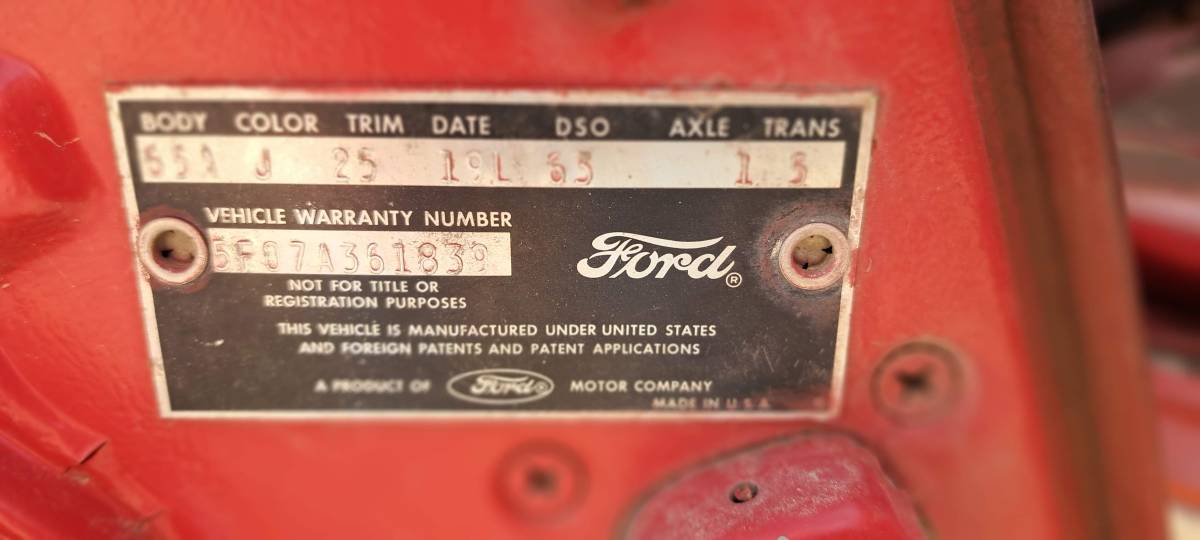 BODY COLOR TRIM DATE DSO AXLE TRANS
65A J 25 19L 65 1 5
VEHICLE WARRANTY NUMBER
5F07A361839
NOT FOR TITLE OR
REGISTRATION PURPOSES
Ford®
THIS VEHICLE IS MANUFACTURED UNDER UNITED STATES
AND FOREIGN PATENTS AND PATENT APPLICATIONS
A PRODUCT OF Ford® MOTOR COMPANY
MADE IN U.S.A.